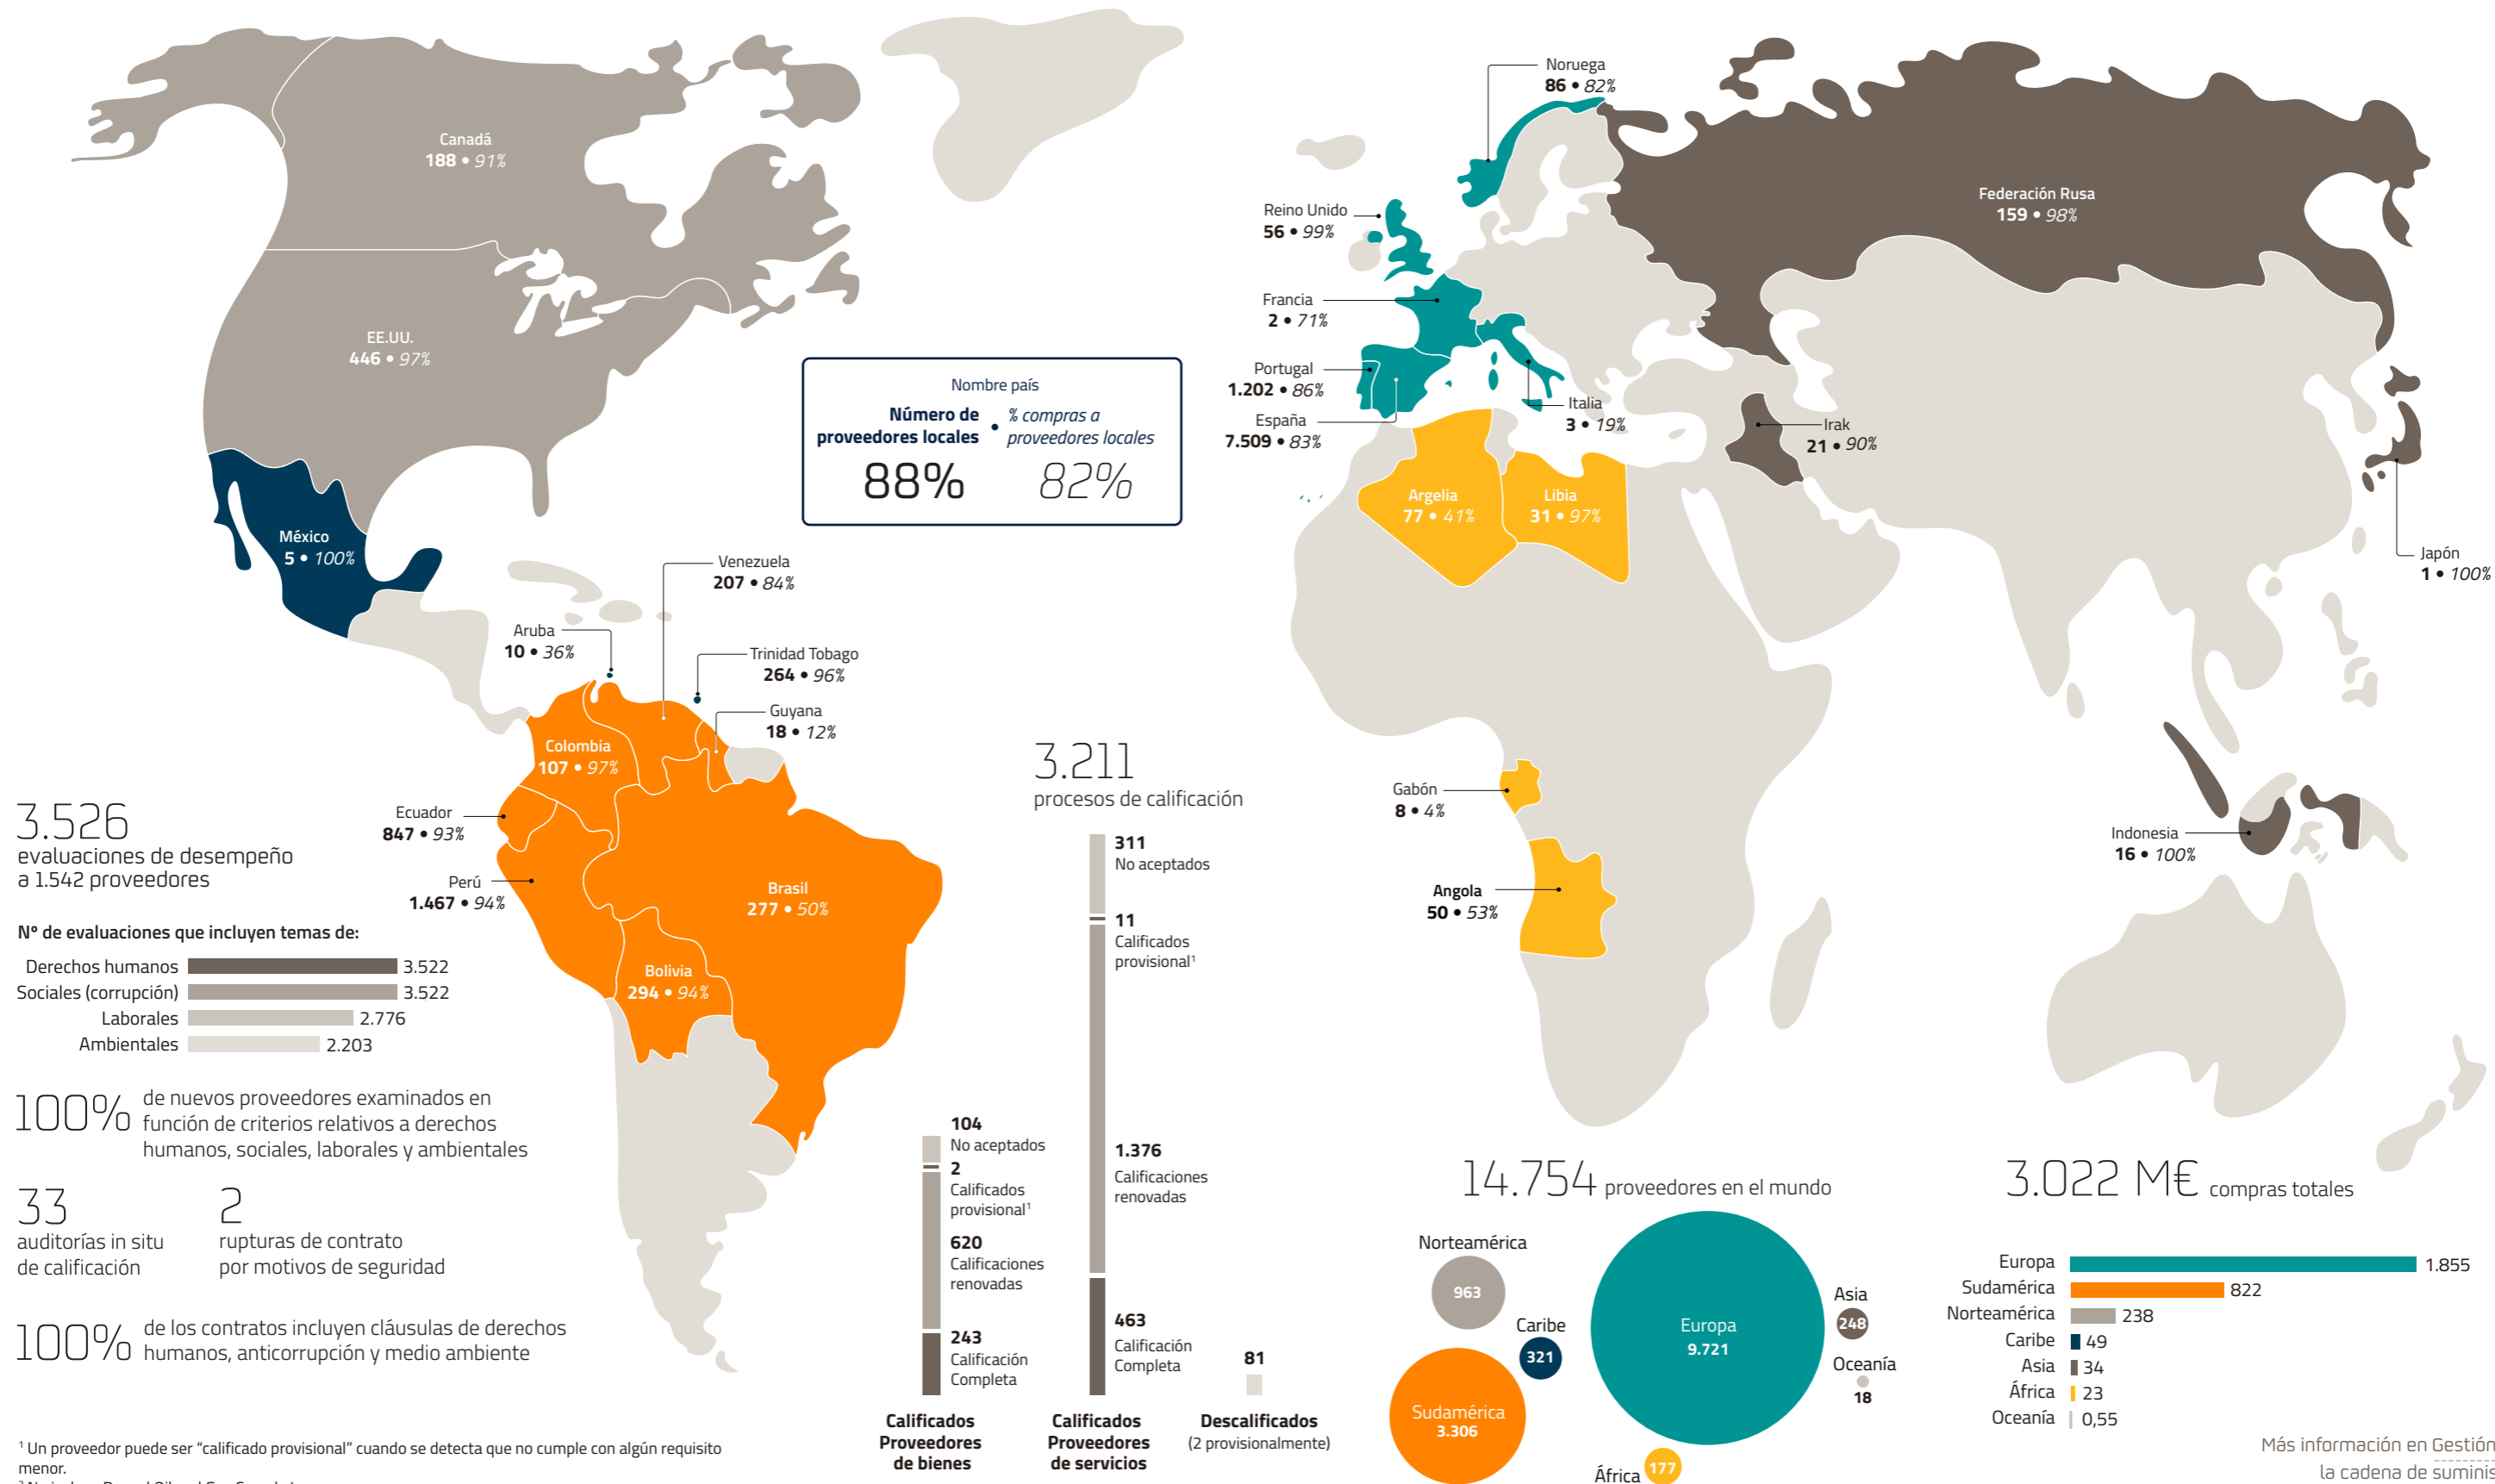 Canadá
188 • 91%
EE.UU.
446 • 97%
México
5 • 100%
Nombre país
Número de proveedores locales • % compras a proveedores locales
88% 82%
Noruega
86 • 82%
Reino Unido
56 • 99%
Francia
2 • 71%
Portugal
1.202 • 86%
España
7.509 • 83%
Italia
3 • 19%
Federación Rusa
159 • 98%
Irak
21 • 90%
Japón
1 • 100%
Argelia
77 • 41%
Libia
31 • 97%
Venezuela
207 • 84%
Aruba
10 • 36%
Trinidad Tobago
264 • 96%
Guyana
18 • 12%
Colombia
107 • 97%
Ecuador
847 • 93%
Perú
1.467 • 94%
Brasil
277 • 50%
Bolivia
294 • 94%
Gabón
8 • 4%
Angola
50 • 53%
Indonesia
16 • 100%
3.526
evaluaciones de desempeño
a 1.542 proveedores
Nº de evaluaciones que incluyen temas de:
Derechos humanos 3.522
Sociales (corrupción) 3.522
Laborales 2.776
Ambientales 2.203
100% de nuevos proveedores examinados en
función de criterios relativos a derechos
humanos, sociales, laborales y ambientales
33
auditorías in situ
de calificación
2
rupturas de contrato
por motivos de seguridad
100% de los contratos incluyen cláusulas de derechos
humanos, anticorrupción y medio ambiente
3.211
procesos de calificación
104
No aceptados
2
Calificados
provisional¹
620
Calificaciones
renovadas
243
Calificación
Completa
Calificados
Proveedores
de bienes
311
No aceptados
11
Calificados
provisional¹
1.376
Calificaciones
renovadas
463
Calificación
Completa
Calificados
Proveedores
de servicios
81
Descalificados
(2 provisionalmente)
14.754 proveedores en el mundo
Norteamérica
963
Caribe
321
Europa
9.721
Asia
248
Oceanía
18
Sudamérica
3.306
África 177
3.022 M€ compras totales
Europa 1.855
Sudamérica 822
Norteamérica 238
Caribe 49
Asia 34
África 23
Oceanía 0,55
Más información en Gestión
la cadena de suminis
¹ Un proveedor puede ser “calificado provisional” cuando se detecta que no cumple con algún requisito
menor.